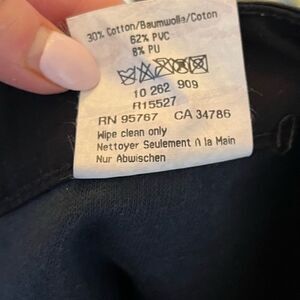 30% Cotton/Baumwolle/Coton
62% PVC
8% PU
10 262 909
R15527
RN 95767 CA 34786
Wipe clean only
Nettoyer Seulement A la Main
Nur Abwischen